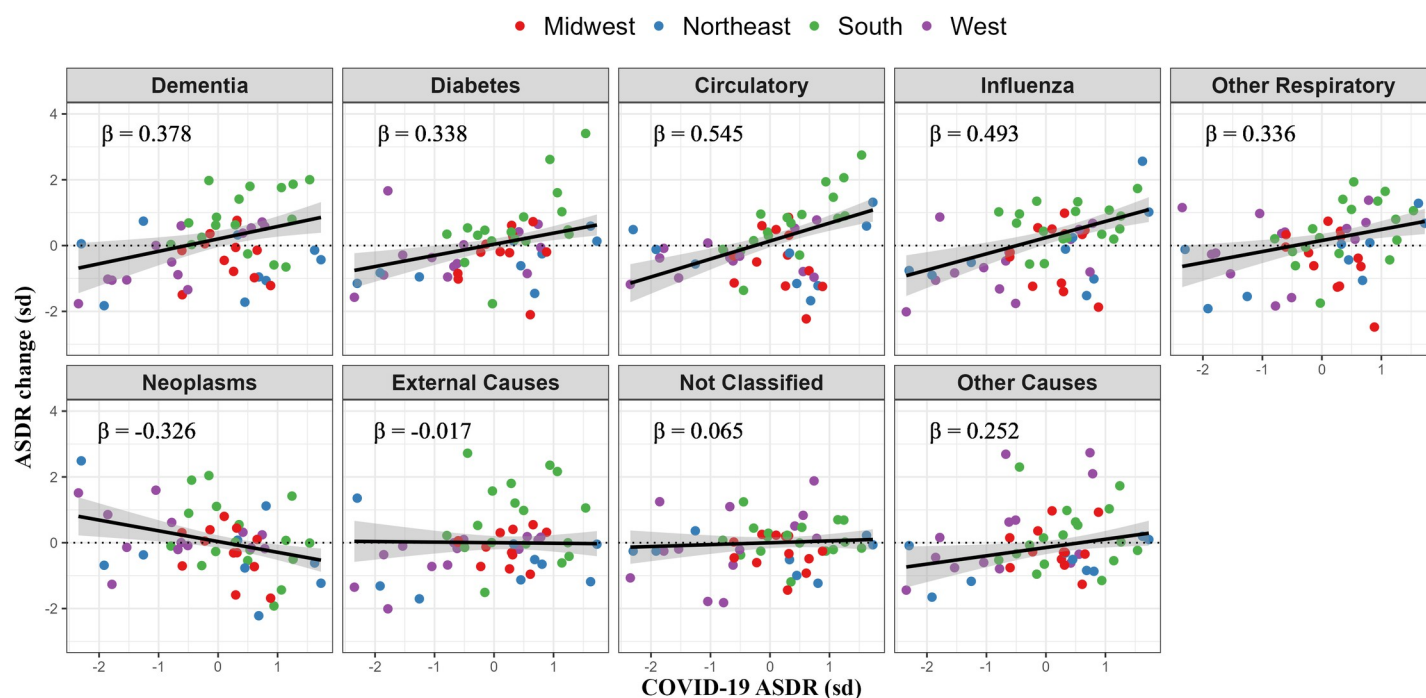 Midwest Northeast South West
Dementia Diabetes Circulatory Influenza Other Respiratory
β = 0.378 β = 0.338 β = 0.545 β = 0.493 β = 0.336
4
2
0
-2
-2 -1 0 1
Neoplasms External Causes Not Classified Other Causes
β = -0.326 β = -0.017 β = 0.065 β = 0.252
4
2
0
-2
-2 -1 0 1 -2 -1 0 1 -2 -1 0 1 -2 -1 0 1
ASDR change (sd)
COVID-19 ASDR (sd)